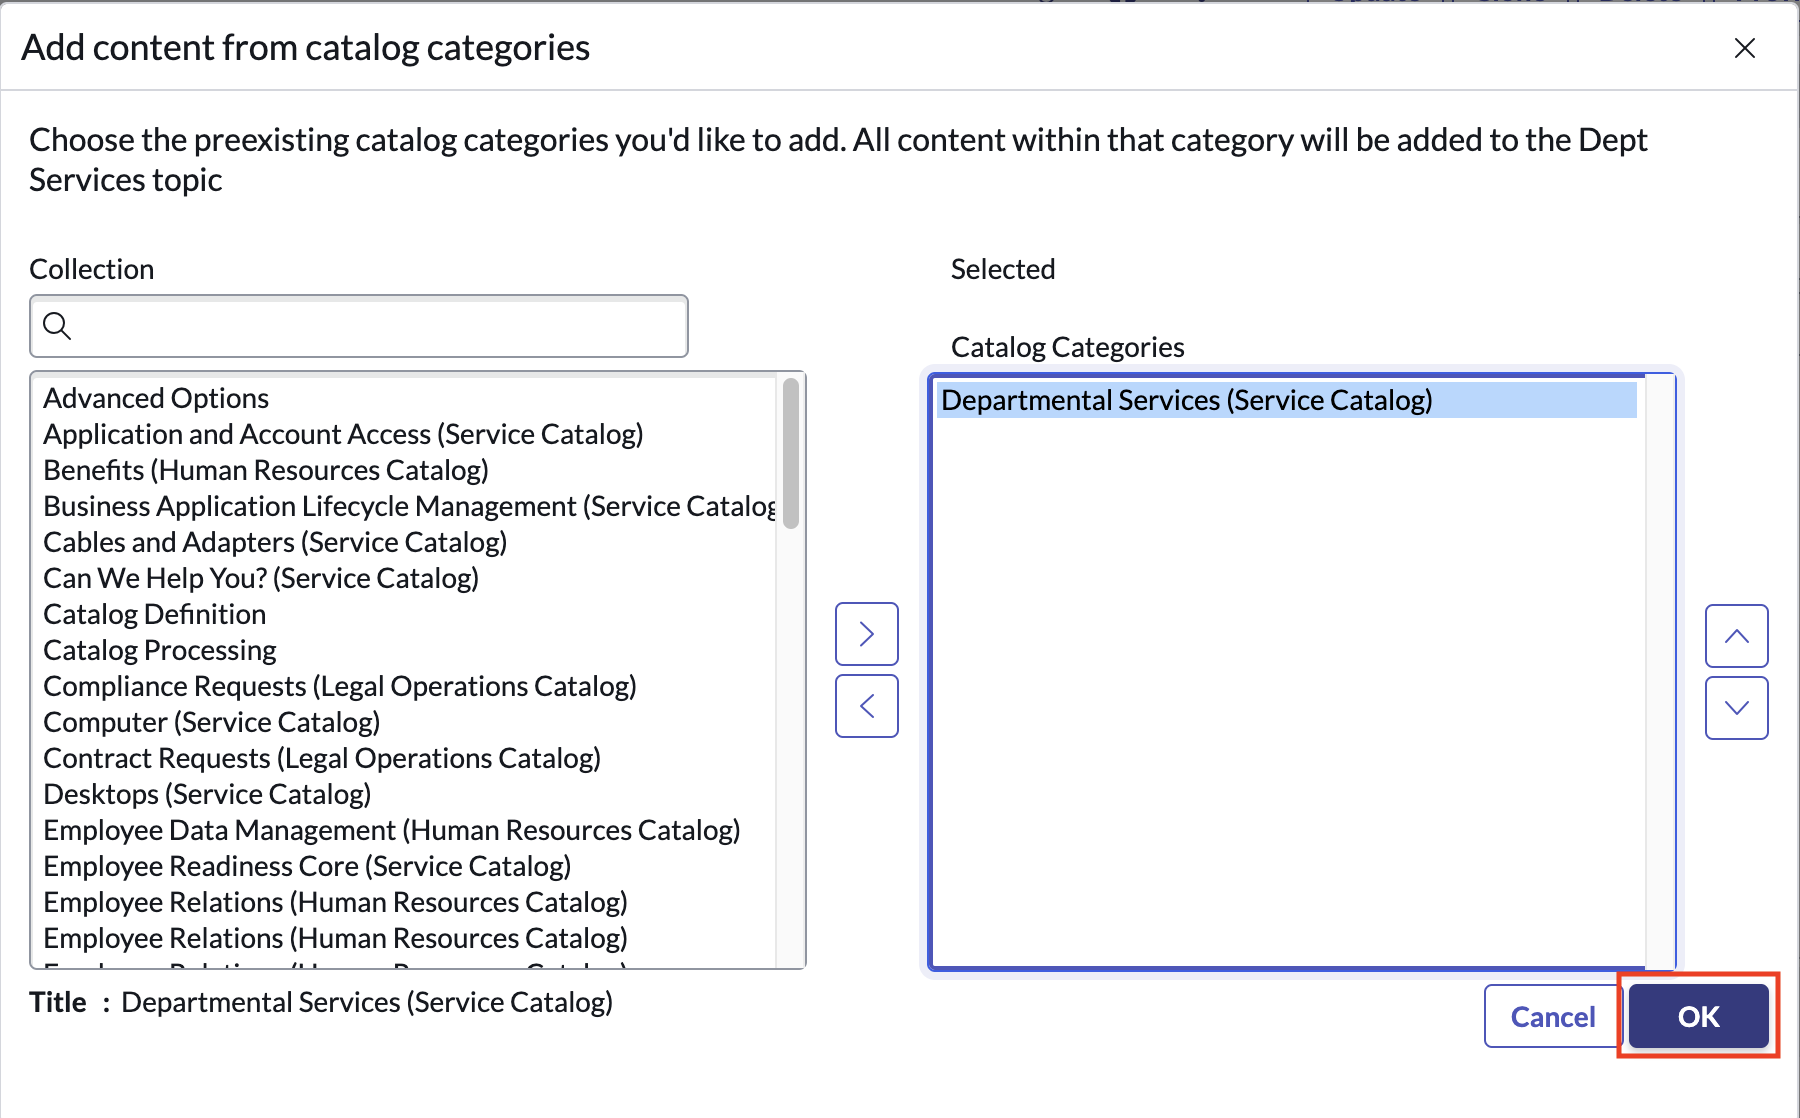 Add content from catalog categories
Choose the preexisting catalog categories you'd like to add. All content within that category will be added to the Dept
Services topic
Collection
Selected
Catalog Categories
Advanced Options
Application and Account Access (Service Catalog)
Benefits (Human Resources Catalog)
Business Application Lifecycle Management (Service Catalog
Cables and Adapters (Service Catalog)
Can We Help You? (Service Catalog)
Catalog Definition
Catalog Processing
Compliance Requests (Legal Operations Catalog)
Computer (Service Catalog)
Contract Requests (Legal Operations Catalog)
Desktops (Service Catalog)
Employee Data Management (Human Resources Catalog)
Employee Readiness Core (Service Catalog)
Employee Relations (Human Resources Catalog)
Employee Relations (Human Resources Catalog)
Departmental Services (Service Catalog)
Title : Departmental Services (Service Catalog)
Cancel
OK